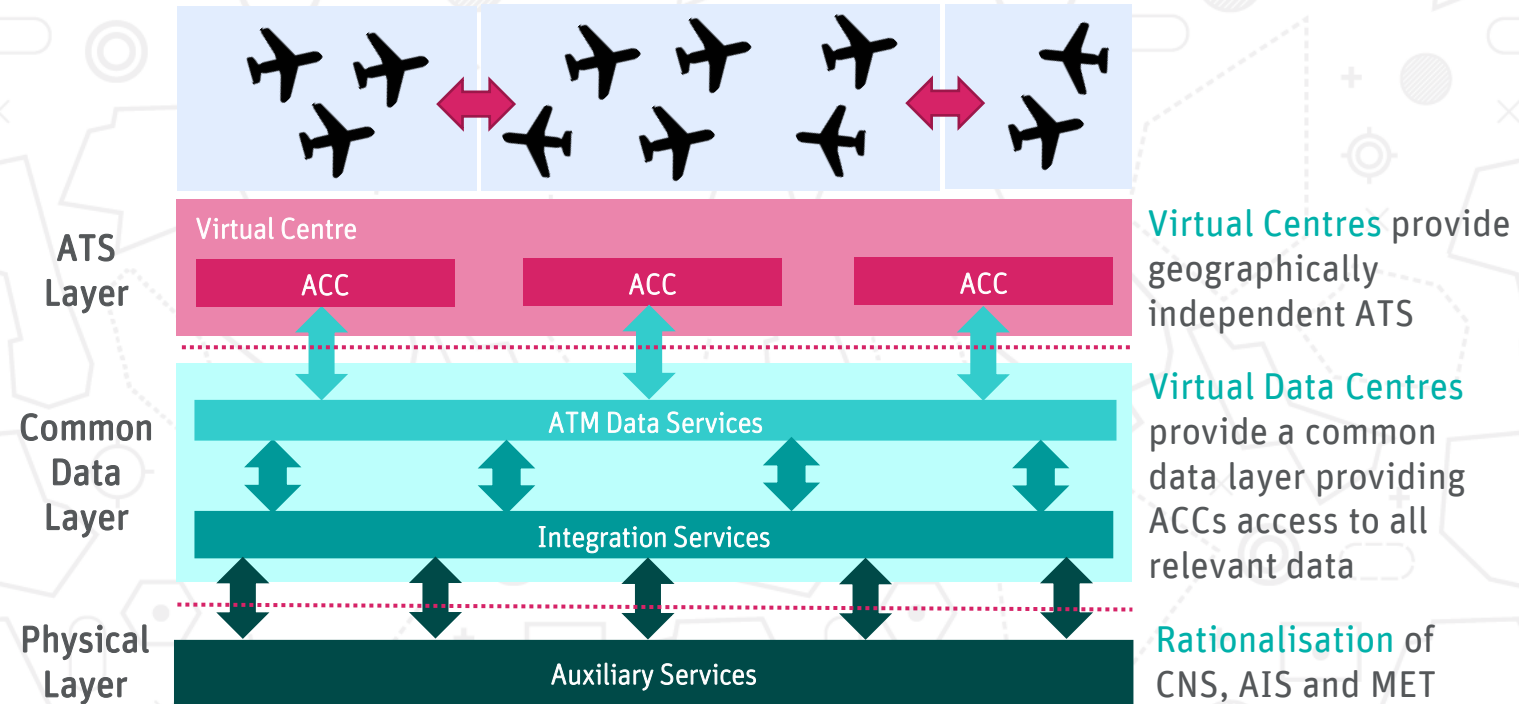 Virtual Centre
ATS
Layer
ACC
ACC
ACC
Virtual Centres provide
geographically
independent ATS
Common
Data
Layer
ATM Data Services
Integration Services
Virtual Data Centres
provide a common
data layer providing
ACCs access to all
relevant data
Physical
Layer
Auxiliary Services
Rationalisation of
CNS, AIS and MET